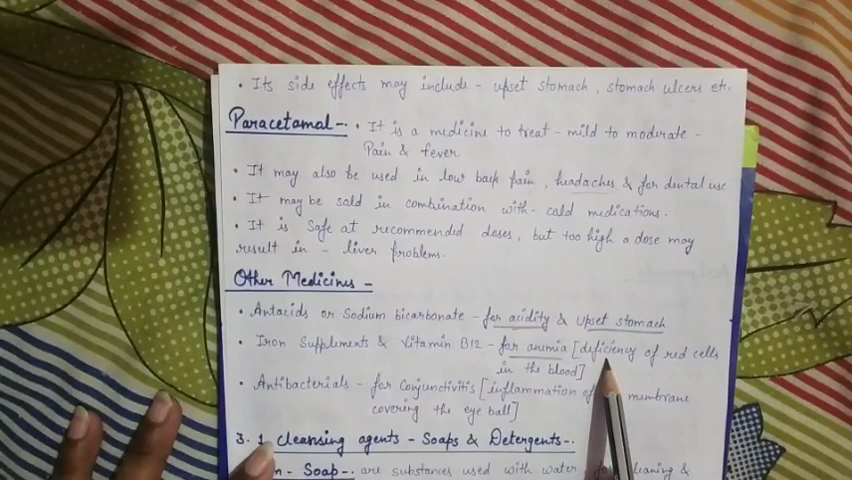 • Its side effects may include - upset stomach, stomach ulcers etc.
Paracetamal-. • It is a medicine to treat - mild to moderate -
Pain & fever.
• It may also be used in low back pain, headaches & for dental use.
• It may be sold in combination with - cold medications.
• It is Safe at recommended doses, but too high a dose may
result in - liver problems.
Other Medicines -
• Antacids or Sodium bicarbonate - for acidity & upset stomach
• Iron Supplements & Vitamin B12 - for anemia [deficiency of red cells
in the blood]
• Antibacterials - for Conjunctivitis [inflammation of membrane
covering the eye ball]
3. 1 cleansing agents - Soaps & Detergents-.
Soap-. are substances used with water for cleaning &